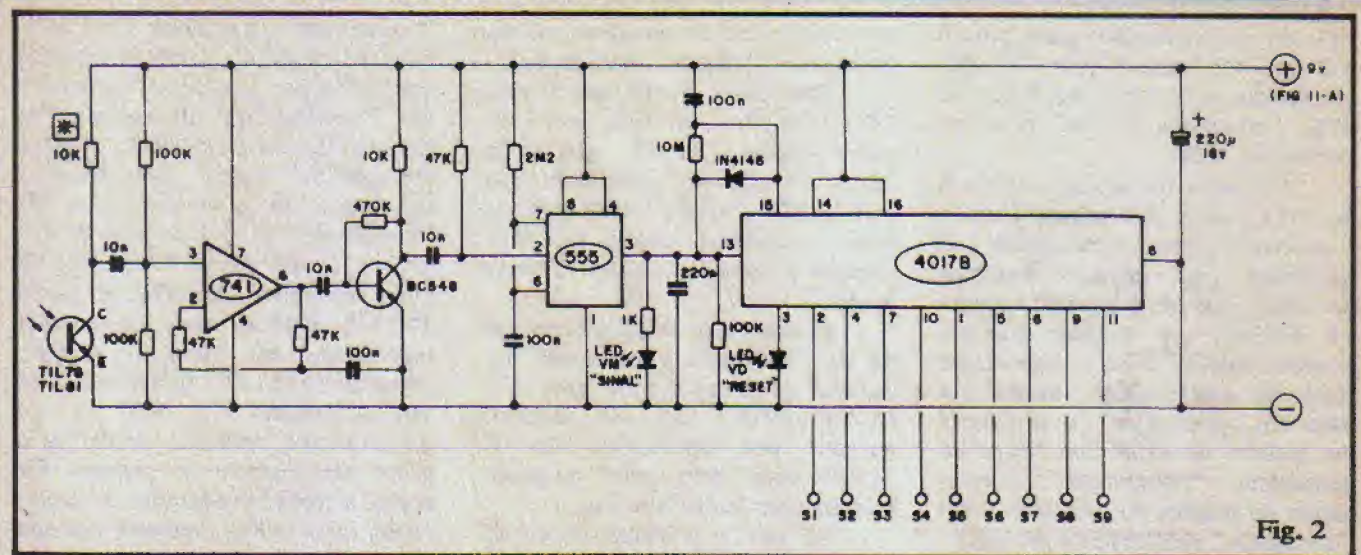 + 9v
(FIG 11-A)
100n
+
220µ
16v
*
10K
100K
10K
47K
2M2
10M
1N4148
470K
7
8
4
15
14
16
10n
3
7
741
6
10n
2
4
BC548
10n
7
2
6
555
3
1
220n
13
4017B
8
C
E
TIL78
TIL81
100K
47K
47K
100n
100n
1K
LED
VM
"SINAL"
100K
3
LED
VD
"RESET"
2
4
7
10
1
5
6
9
11
−
S1 S2 S3 S4 S5 S6 S7 S8 S9
Fig. 2